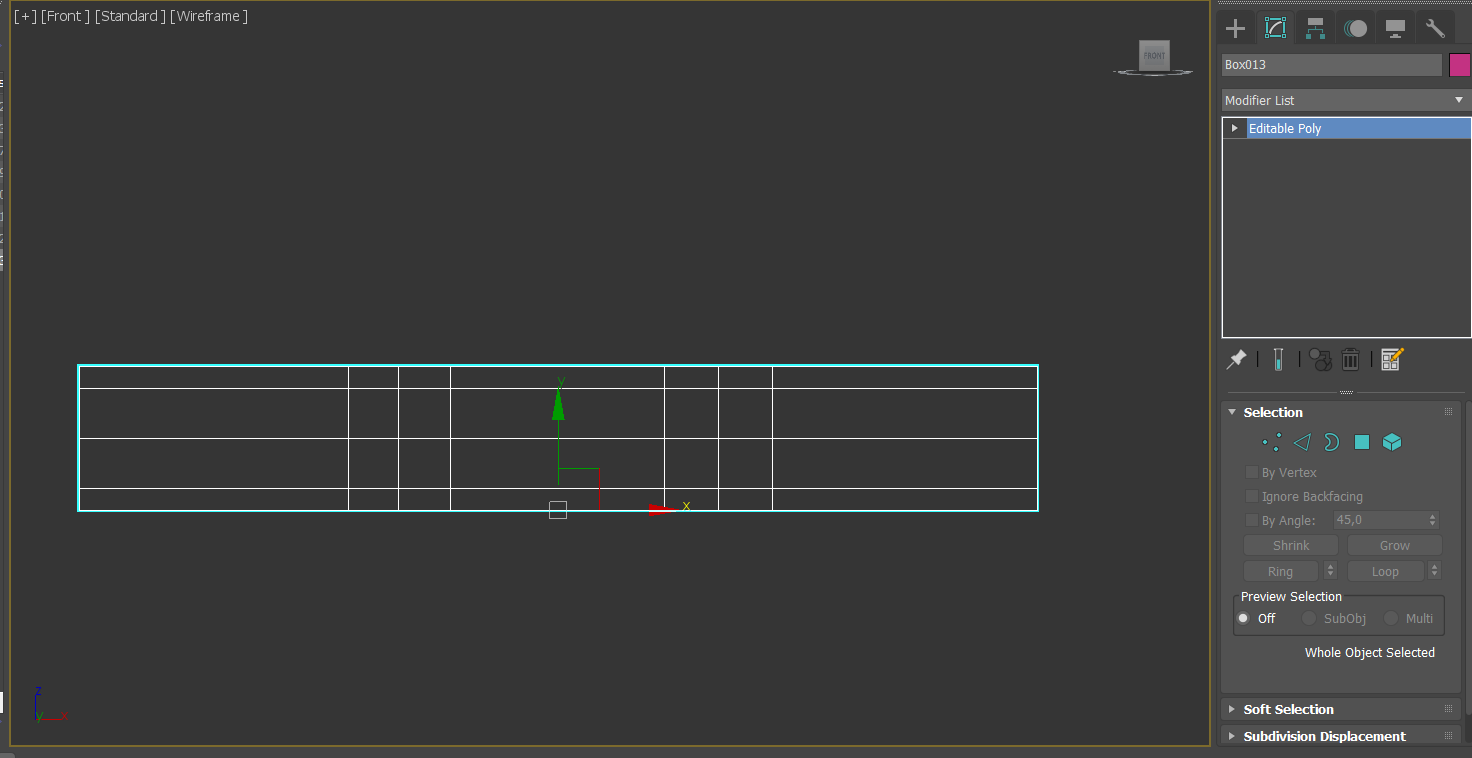 [+] [Front ] [Standard ] [Wireframe ]
FRONT
Box013
Modifier List
Editable Poly
y
x
z
y x
Selection
By Vertex
Ignore Backfacing
By Angle: 45,0
Shrink Grow
Ring Loop
Preview Selection
Off SubObj Multi
Whole Object Selected
Soft Selection
Subdivision Displacement